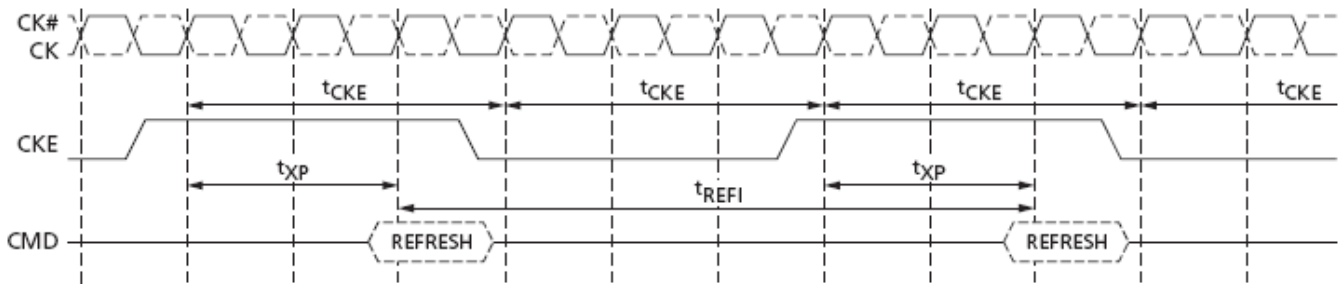 CK#
CK
tCKE tCKE tCKE tCKE
CKE
tXP tXP
tREFI
CMD REFRESH REFRESH